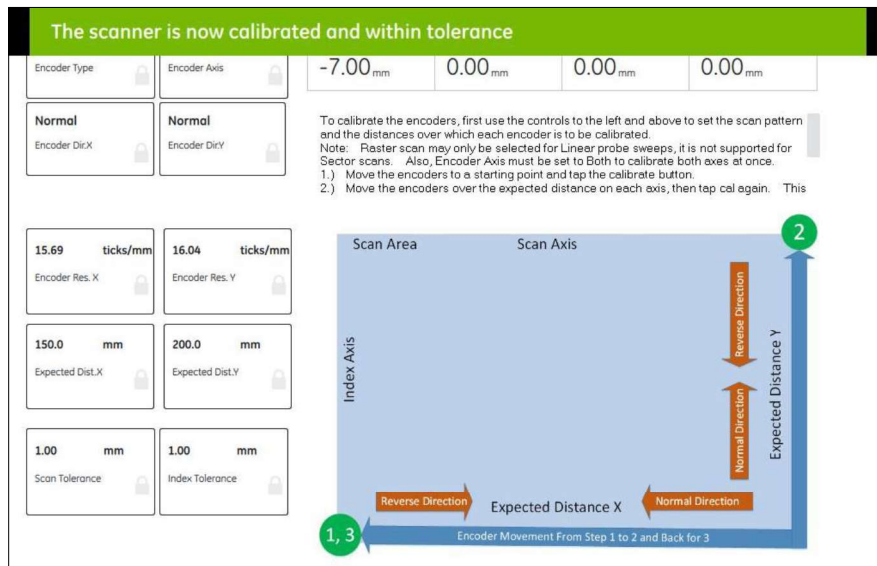 The scanner is now calibrated and within tolerance
Encoder Type
Encoder Axis
-7.00 mm
0.00 mm
0.00 mm
0.00 mm
Normal
Encoder Dir.X
Normal
Encoder Dir.Y
To calibrate the encoders, first use the controls to the left and above to set the scan pattern
and the distances over which each encoder is to be calibrated.
Note: Raster scan may only be selected for Linear probe sweeps, it is not supported for
Sector scans. Also, Encoder Axis must be set to Both to calibrate both axes at once.
1.) Move the encoders to a starting point and tap the calibrate button.
2.) Move the encoders over the expected distance on each axis, then tap cal again. This
15.69 ticks/mm
Encoder Res. X
16.04 ticks/mm
Encoder Res. Y
150.0 mm
Expected Dist.X
200.0 mm
Expected Dist.Y
1.00 mm
Scan Tolerance
1.00 mm
Index Tolerance
Scan Area
Scan Axis
2
Index Axis
Reverse Direction
Normal Direction
Expected Distance Y
Reverse Direction
Expected Distance X
Normal Direction
1, 3
Encoder Movement From Step 1 to 2 and Back for 3